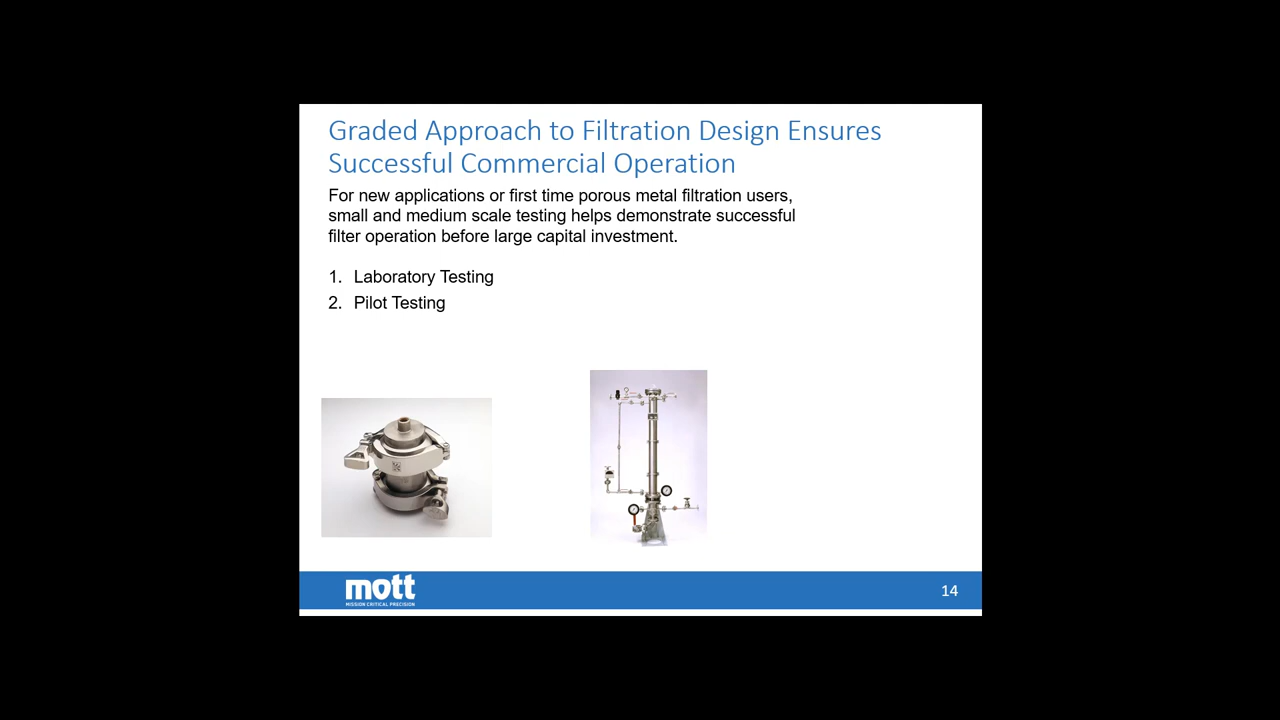 Graded Approach to Filtration Design Ensures
Successful Commercial Operation
For new applications or first time porous metal filtration users,
small and medium scale testing helps demonstrate successful
filter operation before large capital investment.
1. Laboratory Testing
2. Pilot Testing
mott
MISSION CRITICAL PRECISION
14